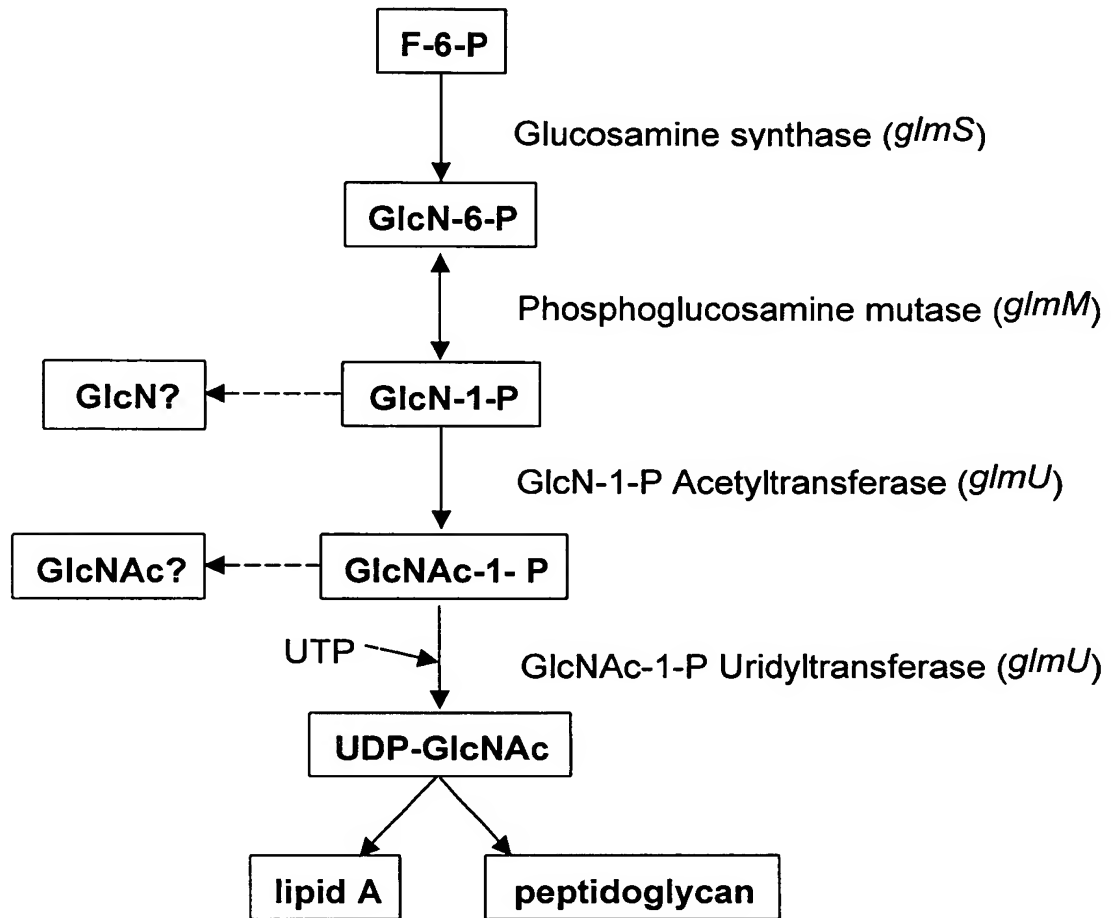 F-6-P
Glucosamine synthase (glmS)
GlcN-6-P
Phosphoglucosamine mutase (glmM)
GlcN?
GlcN-1-P
GlcN-1-P Acetyltransferase (glmU)
GlcNAc?
GlcNAc-1- P
UTP
GlcNAc-1-P Uridyltransferase (glmU)
UDP-GlcNAc
lipid A
peptidoglycan